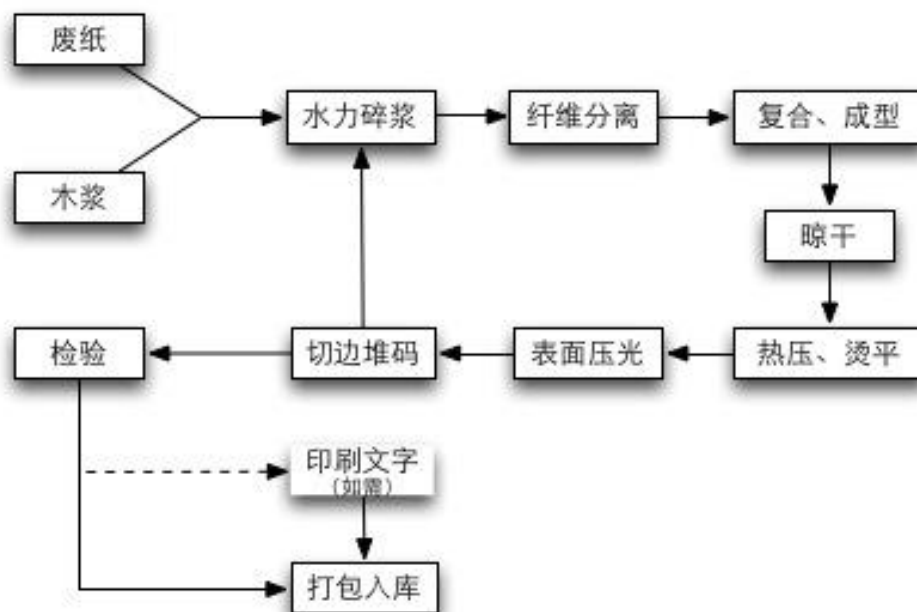 废纸
木浆
水力碎浆
纤维分离
复合、成型
晾干
热压、烫平
表面压光
切边堆码
检验
印刷文字
（如需）
打包入库